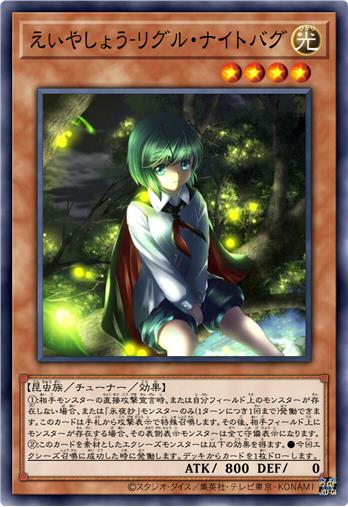 えいやしょう-リグル・ナイトバグ
光
【昆虫族／チューナー／効果】
①:相手モンスターの直接攻撃宣言時、または自分フィールド上のモンスターが存
在しない場合、または「永夜抄」モンスターのみ(1ターンにつき1回まで)発動できま
す。このカードは手札から攻撃表示で特殊召喚します。その後、自分フィールド上にモ
ンスターが存在する場合、その表側表示モンスターは全て守備表示になります。
②:このカードを素材としたエクシーズモンスターは以下の効果を得ます。●今回エ
クシーズ召喚に成功した時に発動します。デッキからカードを1枚ドローします。
ATK/ 800 DEF/ 0
©スタジオ・ダイス/集英社・テレビ東京・KONAMI